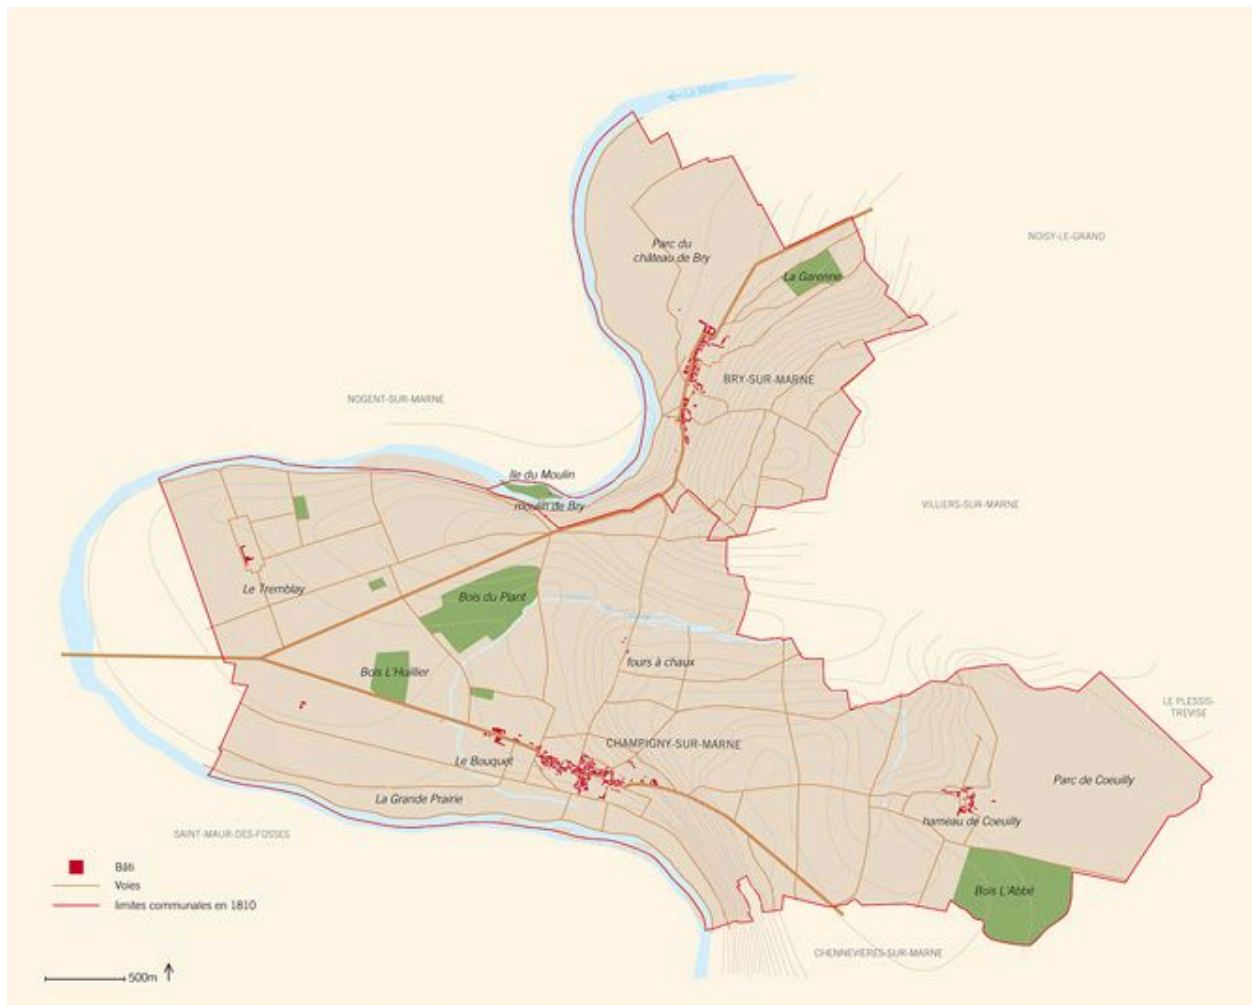 ← La Marne
NOISY-LE-GRAND
Parc du
château de Bry
La Garenne
BRY-SUR-MARNE
NOGENT-SUR-MARNE
Ile du Moulin
moulin de Bry
VILLIERS-SUR-MARNE
Le Tremblay
Bois du Plant
fours à chaux
Bois L'Huillier
LE PLESSIS-
TREVISE
CHAMPIGNY-SUR-MARNE
Le Bouquet
Parc de Coeuilly
La Grande Prairie
hameau de Coeuilly
SAINT-MAUR-DES-FOSSES
Bâti
Voies
limites communales en 1810
Bois L'Abbé
CHENNEVIERES-SUR-MARNE
500m